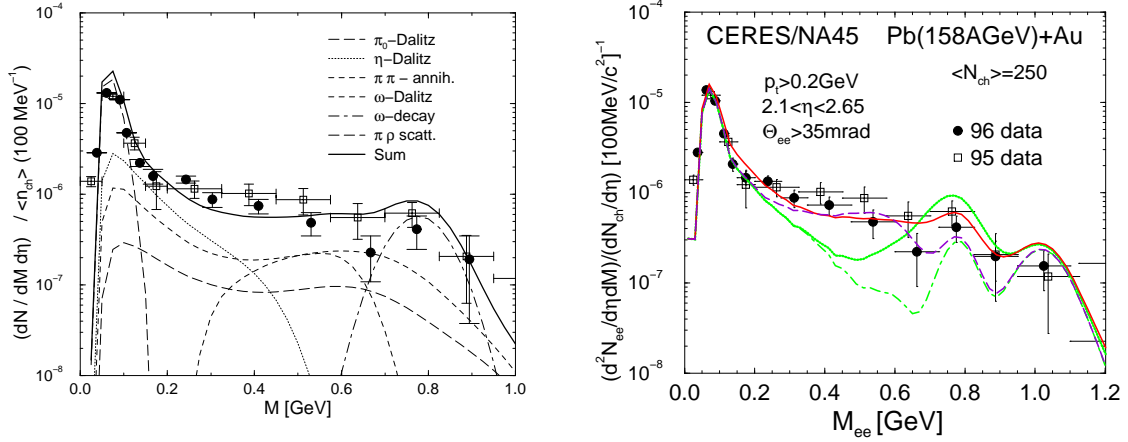 (dN / dM dη) / <n_ch> (100 MeV⁻¹)
10⁻⁵
10⁻⁶
10⁻⁷
10⁻⁸
π₀−Dalitz
η−Dalitz
π π − annih.
ω−Dalitz
ω−decay
π ρ scatt.
Sum
0.0 0.2 0.4 0.6 0.8 1.0
M [GeV]
(d²N_ee/dηdM)/(dN_ch/dη) [100MeV/c²]⁻¹
10⁻⁴
10⁻⁵
10⁻⁶
10⁻⁷
10⁻⁸
CERES/NA45 Pb(158AGeV)+Au
p_t>0.2GeV
2.1<η<2.65
Θ_ee>35mrad
<N_ch>=250
96 data
95 data
0.0 0.2 0.4 0.6 0.8 1.0 1.2
M_ee [GeV]